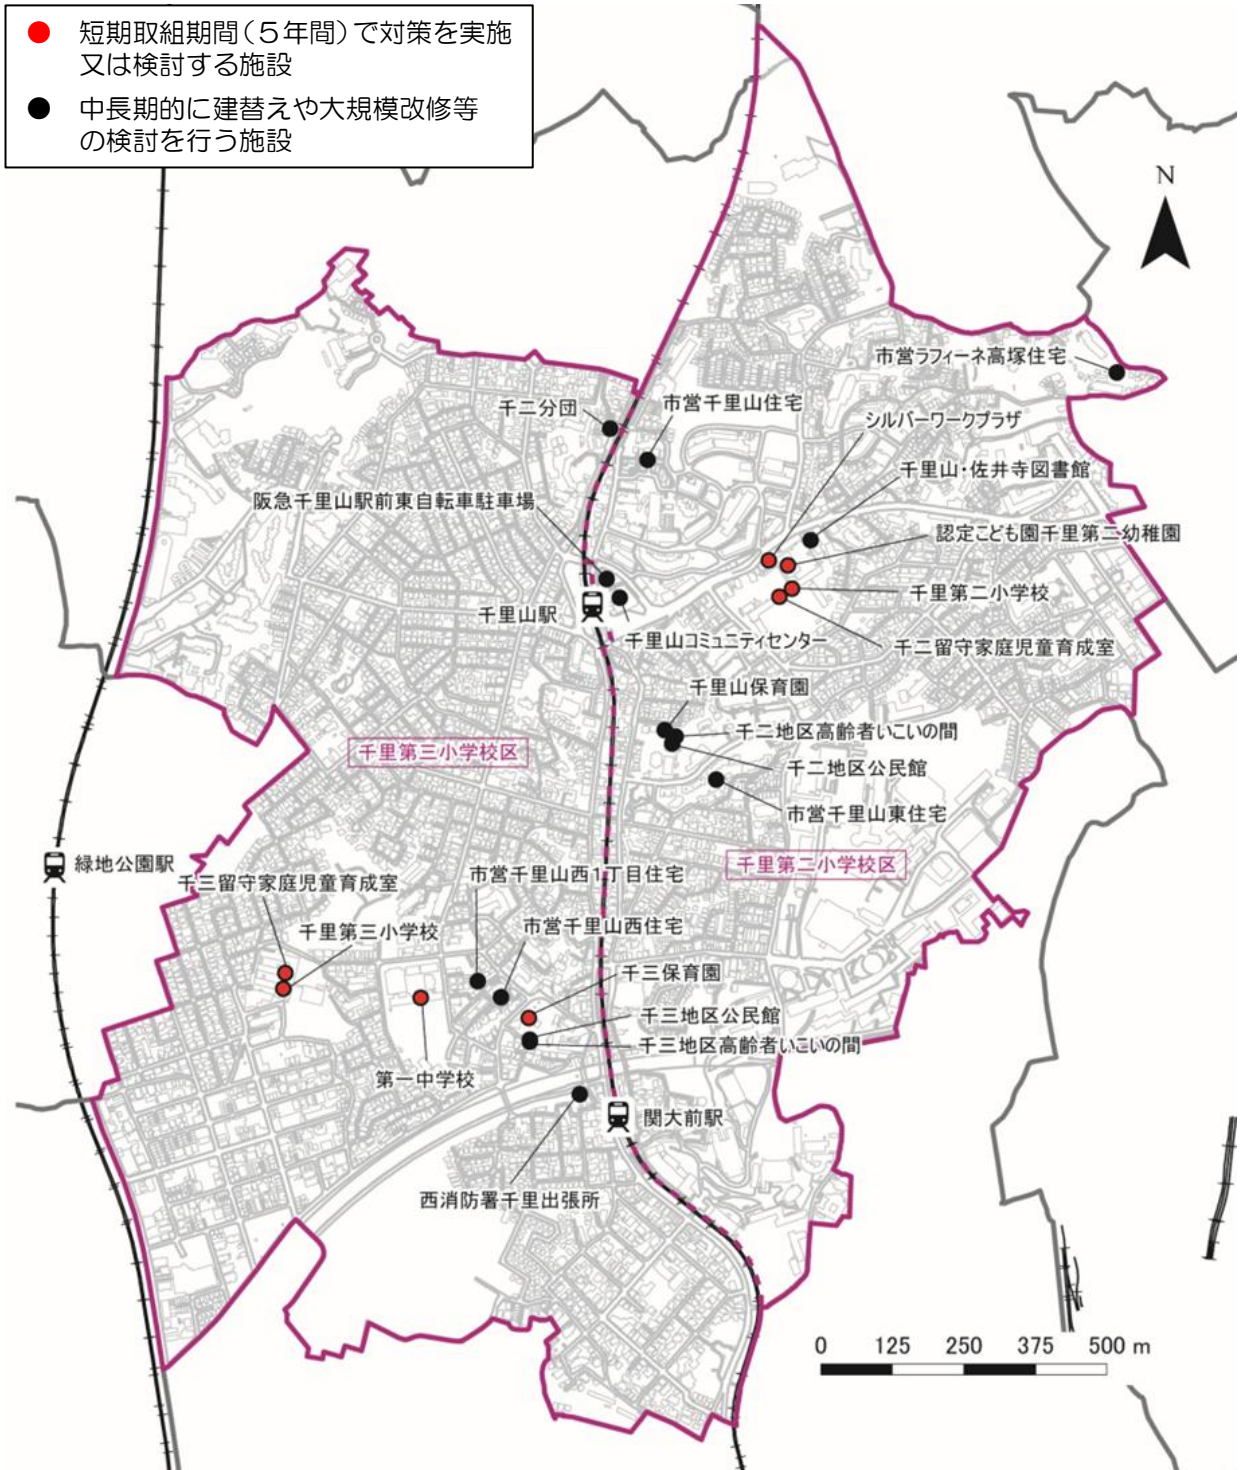 短期取組期間(5年間)で対策を実施
又は検討する施設
中長期的に建替えや大規模改修等
の検討を行う施設
N
市営ラフィーネ高塚住宅
千二分団
市営千里山住宅
シルバーワークプラザ
千里山・佐井寺図書館
阪急千里山駅前東自転車駐車場
認定こども園千里第二幼稚園
千里第二小学校
千里山駅
千里山コミュニティセンター
千二留守家庭児童育成室
千里山保育園
千二地区高齢者いこいの間
千里第三小学校区
千二地区公民館
市営千里山東住宅
千里第二小学校区
緑地公園駅
千三留守家庭児童育成室
市営千里山西1丁目住宅
千里第三小学校
市営千里山西住宅
千三保育園
千三地区公民館
千三地区高齢者いこいの間
第一中学校
関大前駅
西消防署千里出張所
0 125 250 375 500 m